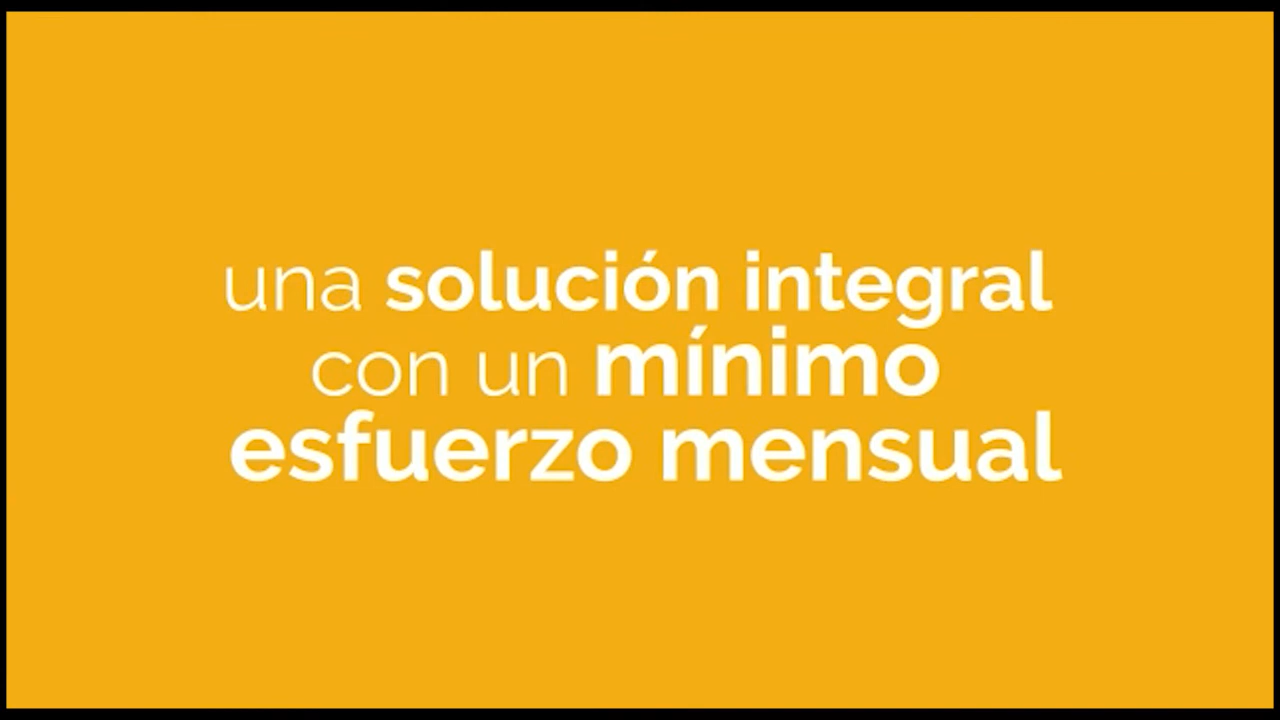 una solución integral
con un mínimo
esfuerzo mensual